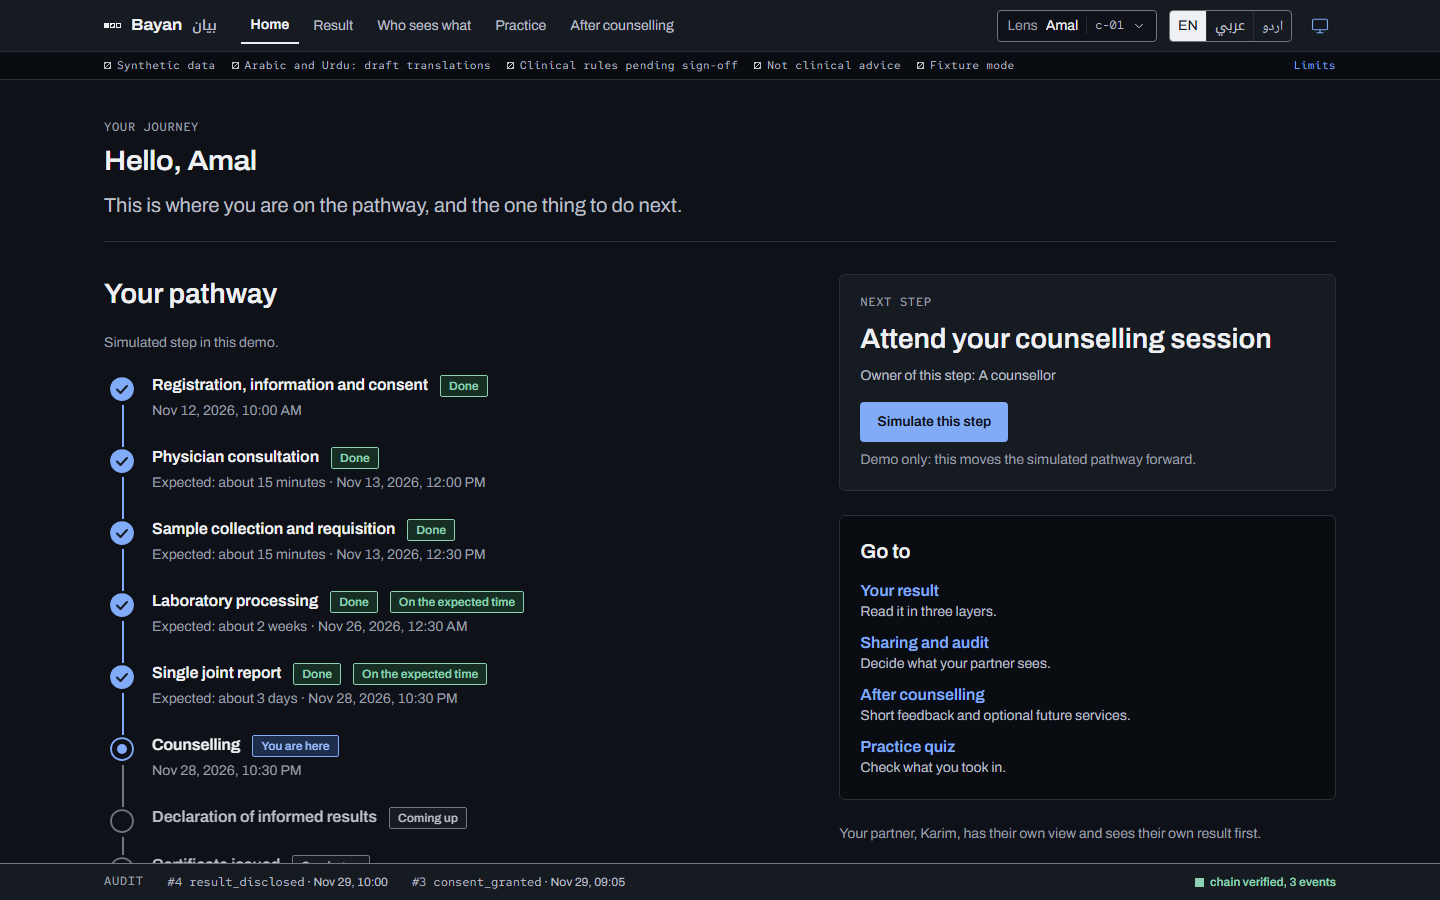 Bayan بيان Home Result Who sees what Practice After counselling Lens Amal c-01 EN عربي اردو
Synthetic data Arabic and Urdu: draft translations Clinical rules pending sign-off Not clinical advice Fixture mode Limits
YOUR JOURNEY
Hello, Amal
This is where you are on the pathway, and the one thing to do next.
Your pathway
Simulated step in this demo.
Registration, information and consent Done
Nov 12, 2026, 10:00 AM
Physician consultation Done
Expected: about 15 minutes · Nov 13, 2026, 12:00 PM
Sample collection and requisition Done
Expected: about 15 minutes · Nov 13, 2026, 12:30 PM
Laboratory processing Done On the expected time
Expected: about 2 weeks · Nov 26, 2026, 12:30 AM
Single joint report Done On the expected time
Expected: about 3 days · Nov 28, 2026, 10:30 PM
Counselling You are here
Nov 28, 2026, 10:30 PM
Declaration of informed results Coming up
NEXT STEP
Attend your counselling session
Owner of this step: A counsellor
Simulate this step
Demo only: this moves the simulated pathway forward.
Go to
Your result
Read it in three layers.
Sharing and audit
Decide what your partner sees.
After counselling
Short feedback and optional future services.
Practice quiz
Check what you took in.
Your partner, Karim, has their own view and sees their own result first.
AUDIT #4 result_disclosed · Nov 29, 10:00 #3 consent_granted · Nov 29, 09:05 chain verified, 3 events